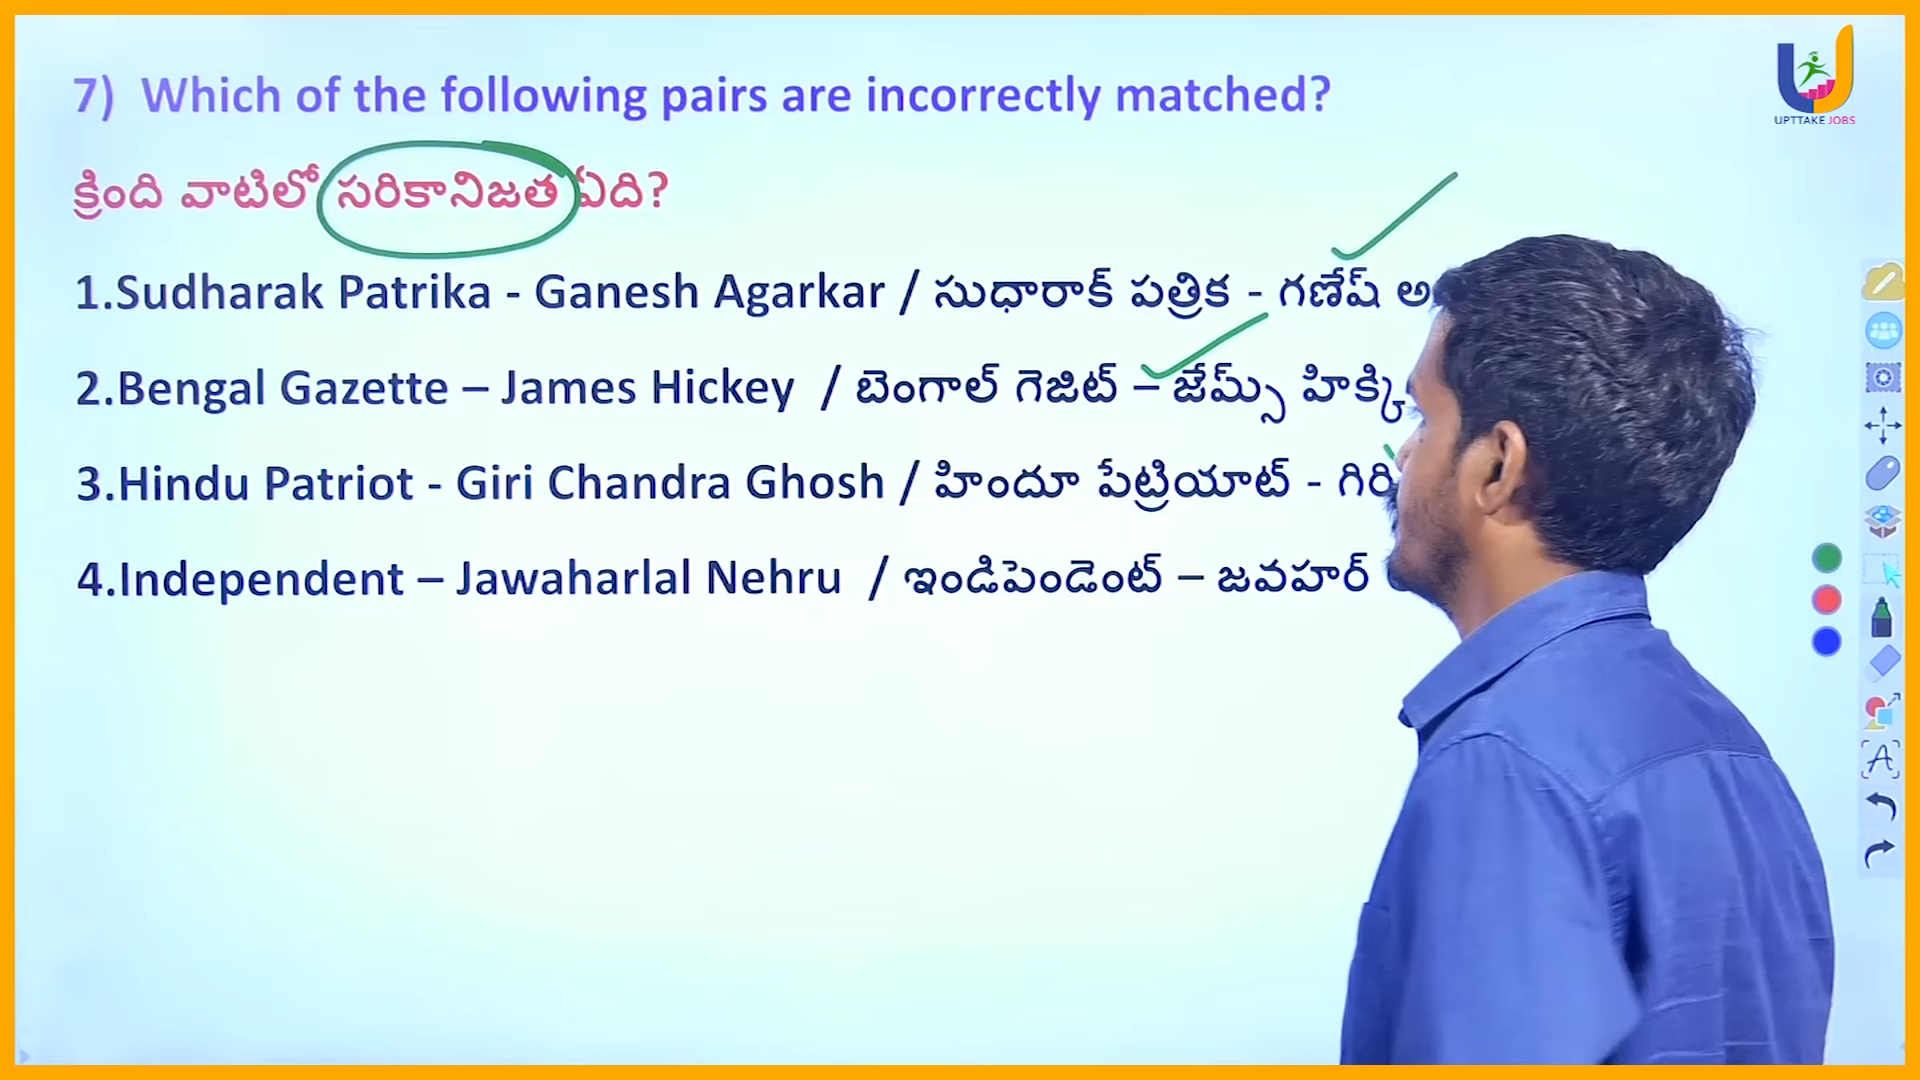 7) Which of the following pairs are incorrectly matched?
UPTTAKE JOBS
క్రింది వాటిలో సరికానిజత ఏది?
1.Sudharak Patrika - Ganesh Agarkar / సుధారాక్ పత్రిక - గణేష్ అ
2.Bengal Gazette – James Hickey / బెంగాల్ గెజిట్ – జేమ్స్ హిక్కి
3.Hindu Patriot - Giri Chandra Ghosh / హిందూ పేట్రియాట్ - గిరి
4.Independent – Jawaharlal Nehru / ఇండిపెండెంట్ – జవహర్